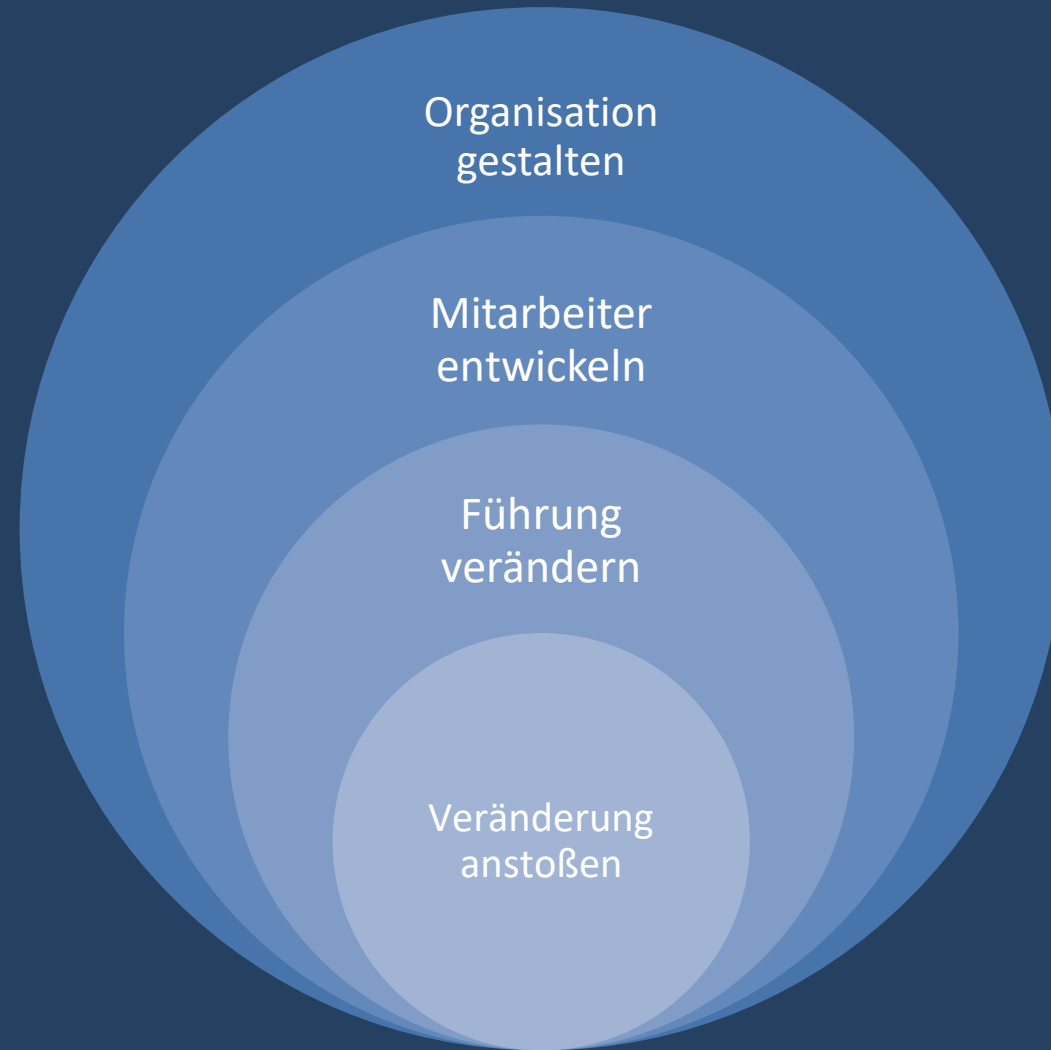 Organisation
gestalten
Mitarbeiter
entwickeln
Führung
verändern
Veränderung
anstoßen